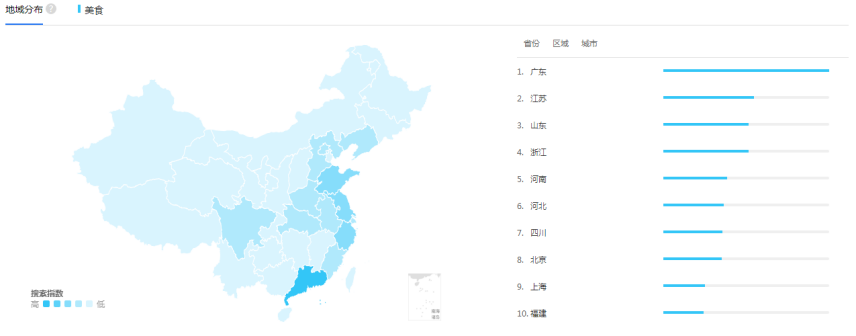 地域分布 ? 美食
省份 区域 城市
1. 广东
2. 江苏
3. 山东
4. 浙江
5. 河南
6. 河北
7. 四川
8. 北京
9. 上海
10. 福建
搜索指数
高 低